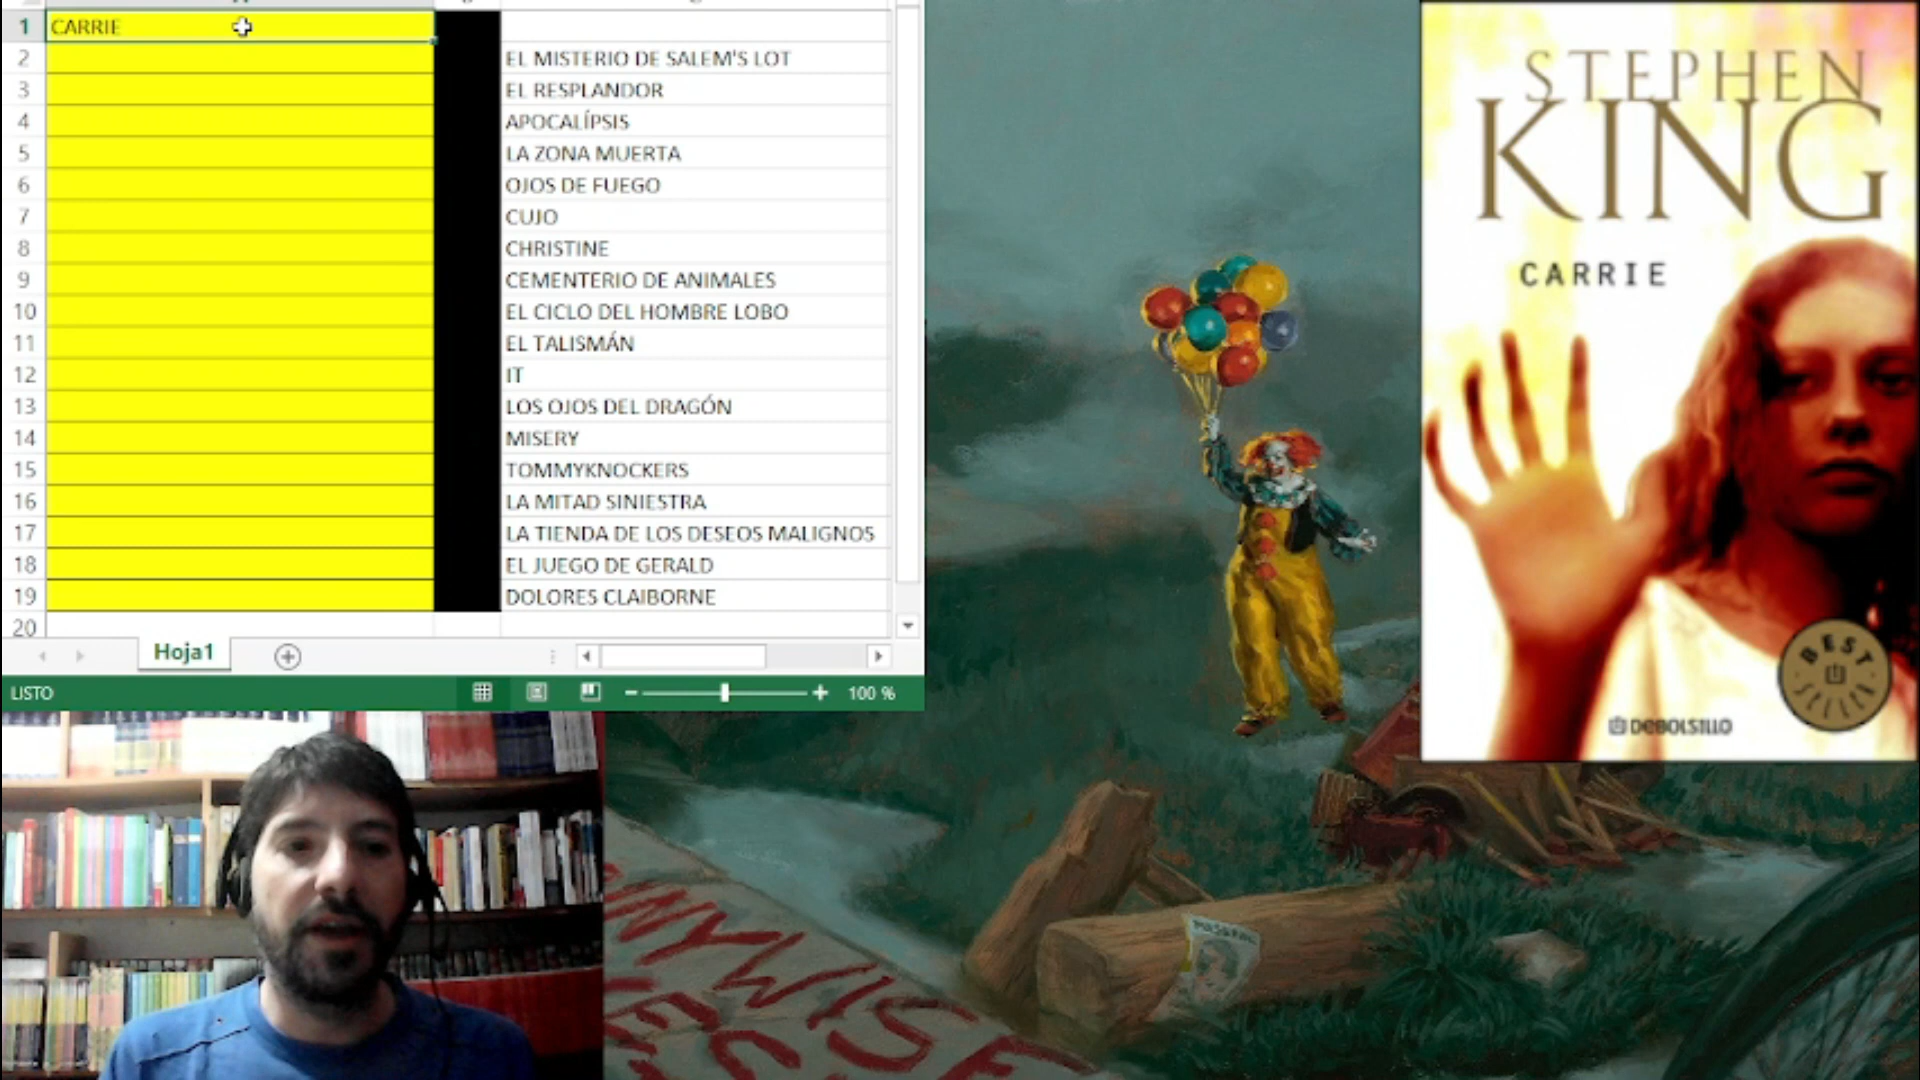 1 CARRIE
2 EL MISTERIO DE SALEM'S LOT
3 EL RESPLANDOR
4 APOCALÍPSIS
5 LA ZONA MUERTA
6 OJOS DE FUEGO
7 CUJO
8 CHRISTINE
9 CEMENTERIO DE ANIMALES
10 EL CICLO DEL HOMBRE LOBO
11 EL TALISMÁN
12 IT
13 LOS OJOS DEL DRAGÓN
14 MISERY
15 TOMMYKNOCKERS
16 LA MITAD SINIESTRA
17 LA TIENDA DE LOS DESEOS MALIGNOS
18 EL JUEGO DE GERALD
19 DOLORES CLAIBORNE
20
Hoja1
LISTO
100 %
STEPHEN
KING
CARRIE
BEST
SELLER
DEBOLSILLO
MISSING
NYWISE